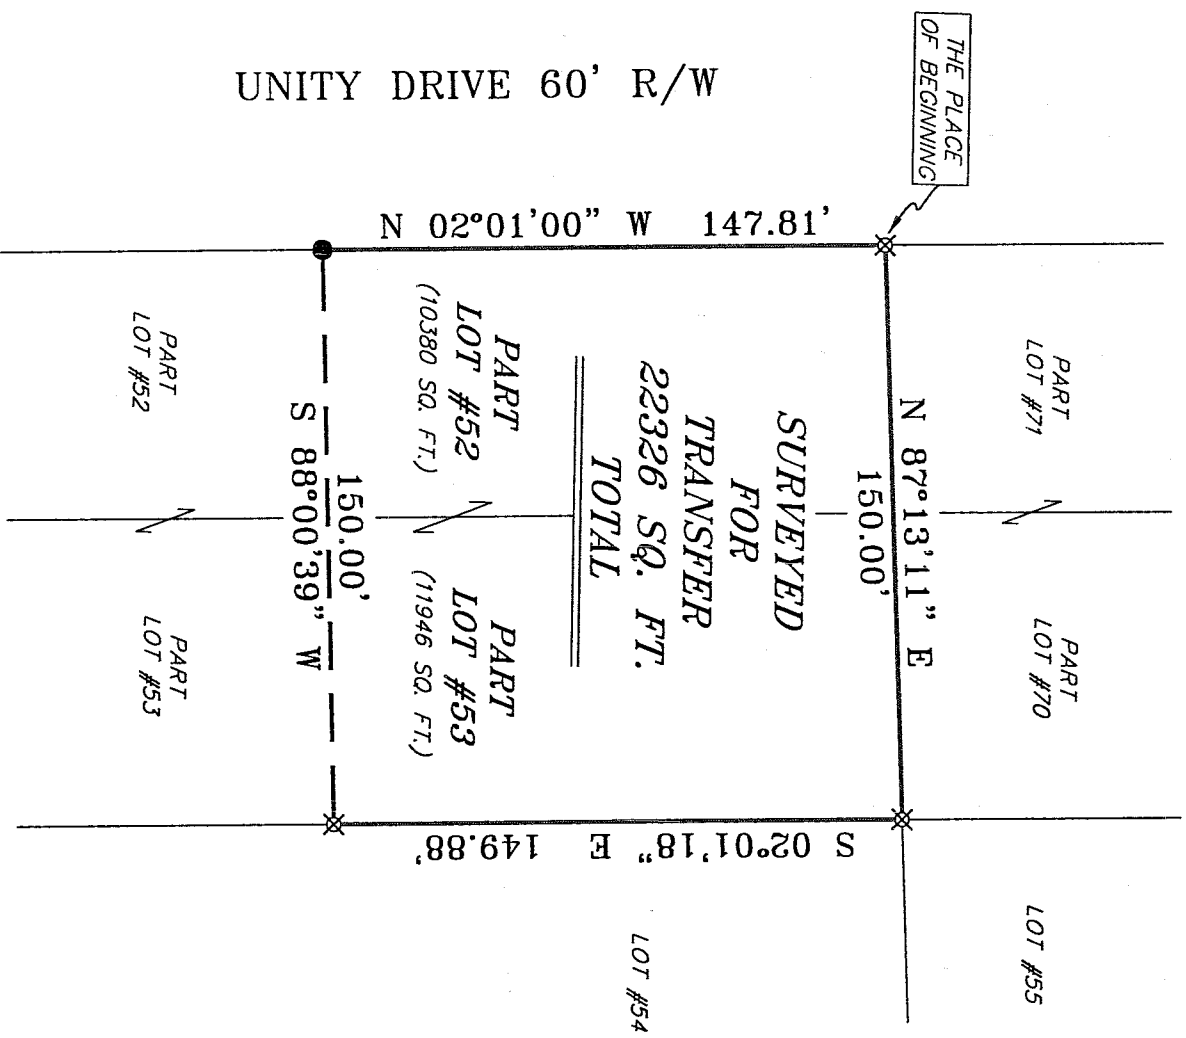 UNITY DRIVE 60' R/W
THE PLACE
OF BEGINNING
N 02°01'00" W 147.81'
PART
LOT #71
PART
LOT #70
LOT #55
N 87°13'11" E
150.00'
SURVEYED
FOR
TRANSFER
22326 SQ. FT.
TOTAL
PART
LOT #52
(10380 SQ. FT.)
PART
LOT #53
(11946 SQ. FT.)
150.00'
S 88°00'39" W
S 02°01'18" E 149.88'
PART
LOT #52
PART
LOT #53
LOT #54